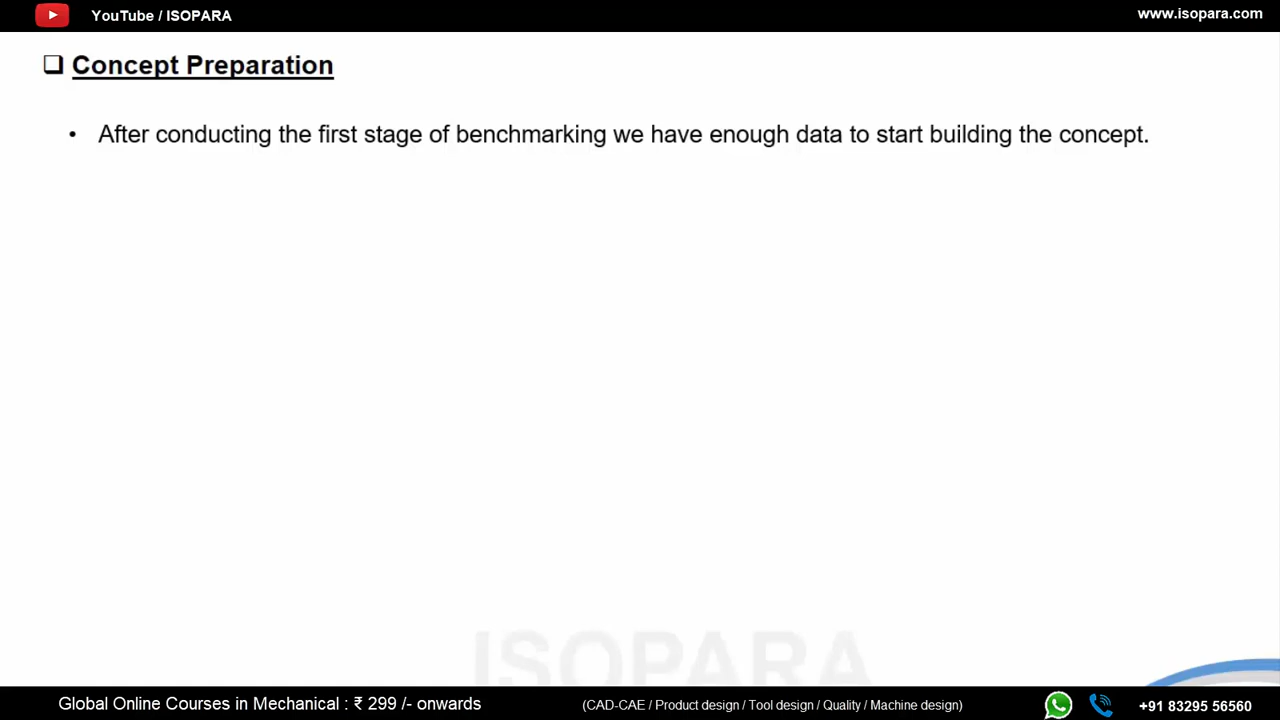 YouTube / ISOPARA
www.isopara.com
❑ Concept Preparation
• After conducting the first stage of benchmarking we have enough data to start building the concept.
ISOPARA
Global Online Courses in Mechanical : ₹ 299 /- onwards
(CAD-CAE / Product design / Tool design / Quality / Machine design)
+91 83295 56560